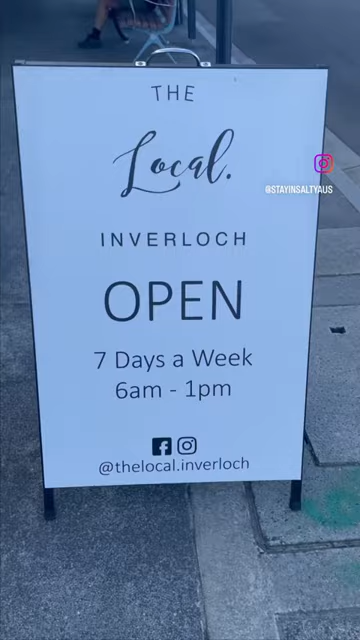 THE
Local.
@STAYINSALTYAUS
INVERLOCH
OPEN
7 Days a Week
6am - 1pm
@thelocal.inverloch